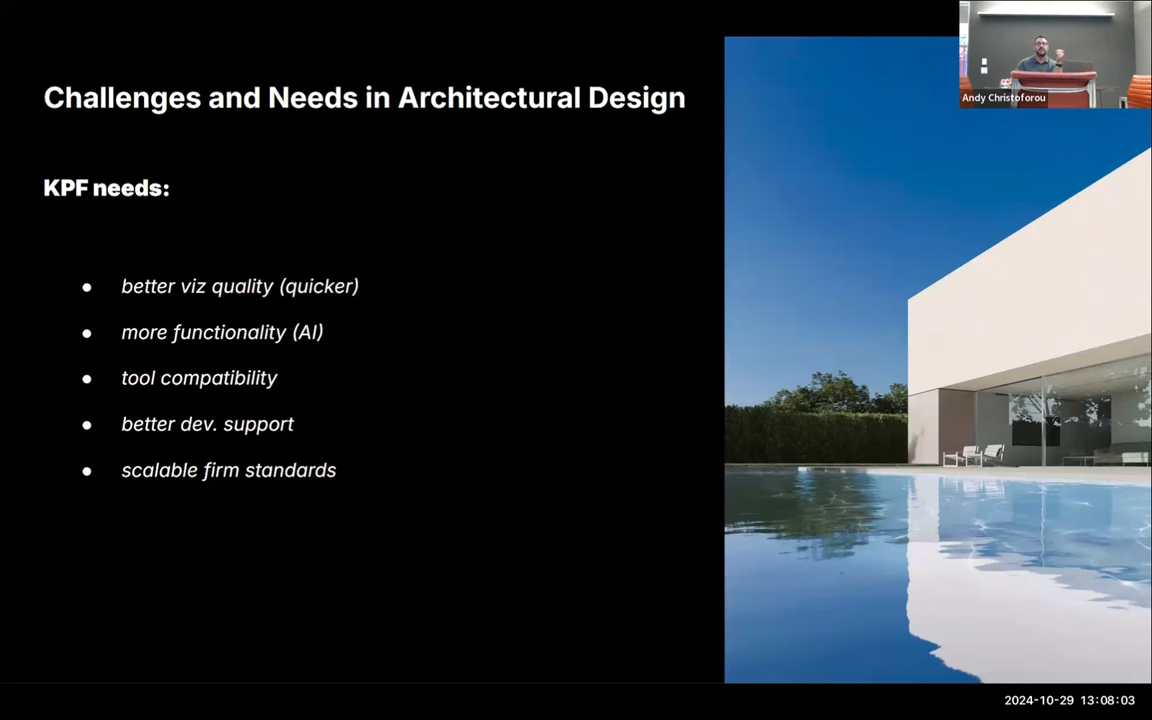 Challenges and Needs in Architectural Design
Andy Christoforou
KPF needs:
● better viz quality (quicker)
● more functionality (AI)
● tool compatibility
● better dev. support
● scalable firm standards
2024-10-29 13:08:03